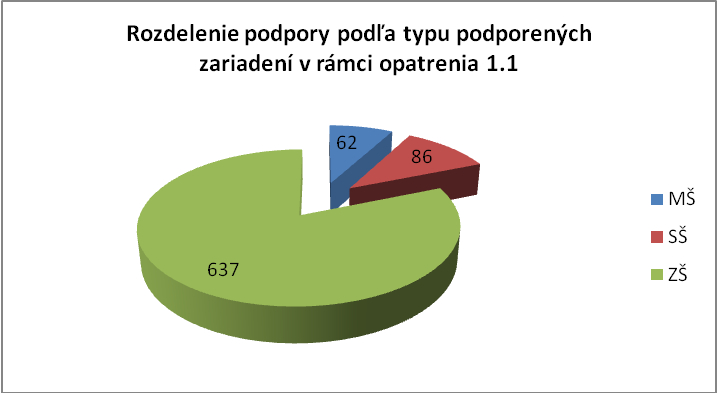 Rozdelenie podpory podľa typu podporených
zariadení v rámci opatrenia 1.1
62
86
637
MŠ
SŠ
ZŠ